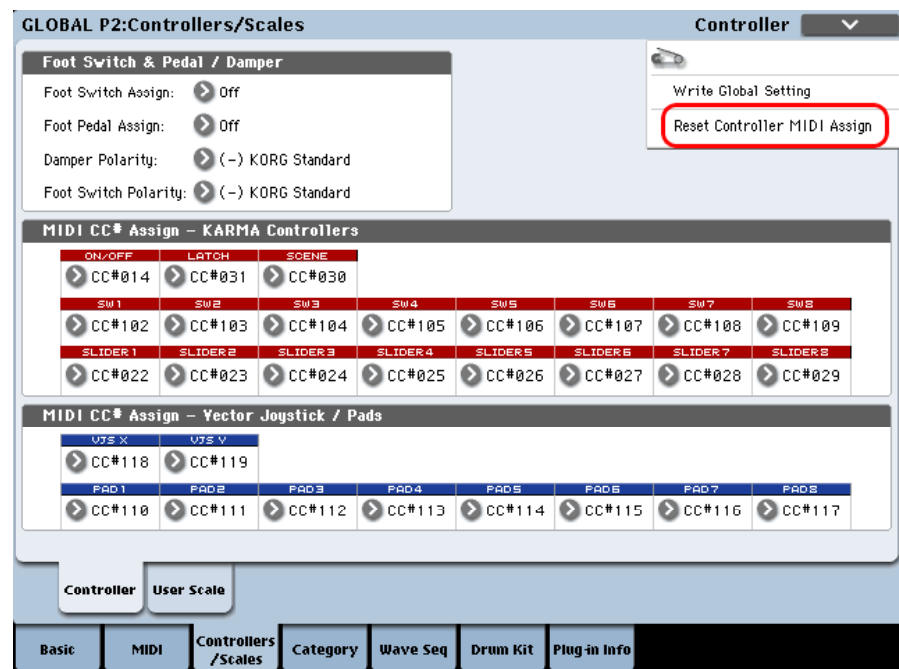 GLOBAL P2:Controllers/Scales Controller
Foot Switch & Pedal / Damper
Write Global Setting
Foot Switch Assign: Off
Reset Controller MIDI Assign
Foot Pedal Assign: Off
Damper Polarity: (-) KORG Standard
Foot Switch Polarity: (-) KORG Standard
MIDI CC# Assign - KARMA Controllers
ON/OFF LATCH SCENE
CC#014 CC#031 CC#030
SW1 SW2 SW3 SW4 SW5 SW6 SW7 SW8
CC#102 CC#103 CC#104 CC#105 CC#106 CC#107 CC#108 CC#109
SLIDER1 SLIDER2 SLIDER3 SLIDER4 SLIDER5 SLIDER6 SLIDER7 SLIDER8
CC#022 CC#023 CC#024 CC#025 CC#026 CC#027 CC#028 CC#029
MIDI CC# Assign - Vector Joystick / Pads
VJS X VJS Y
CC#118 CC#119
PAD1 PAD2 PAD3 PAD4 PAD5 PAD6 PAD7 PAD8
CC#110 CC#111 CC#112 CC#113 CC#114 CC#115 CC#116 CC#117
Controller User Scale
Basic MIDI Controllers /Scales Category Wave Seq Drum Kit Plug-in Info